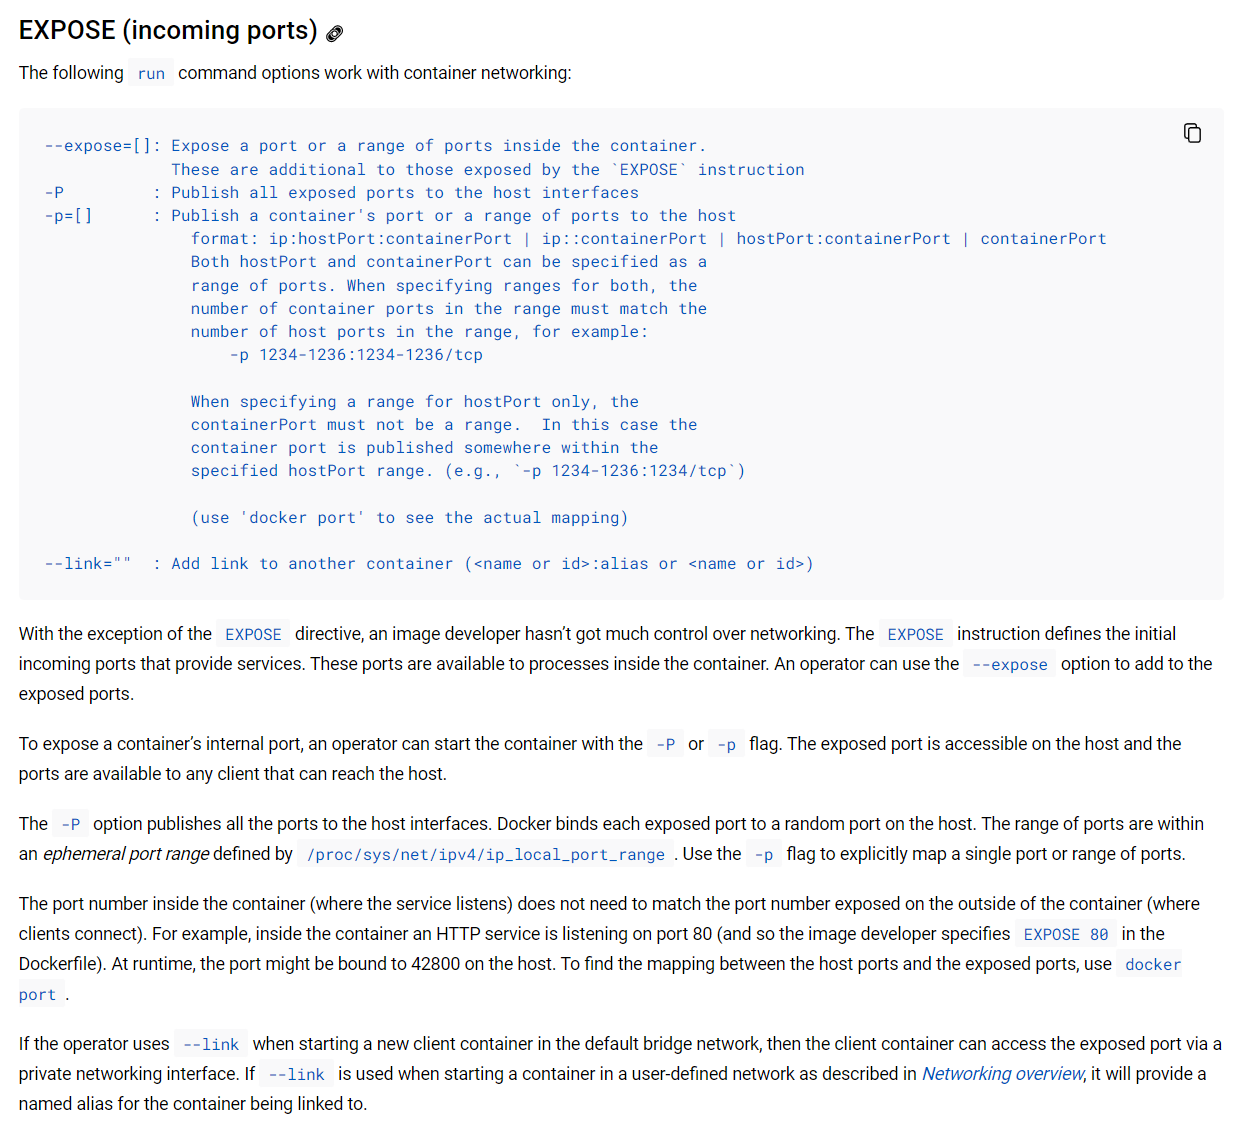 EXPOSE (incoming ports)
The following run command options work with container networking:
--expose=[]: Expose a port or a range of ports inside the container.
These are additional to those exposed by the `EXPOSE` instruction
-P         : Publish all exposed ports to the host interfaces
-p=[]      : Publish a container's port or a range of ports to the host
format: ip:hostPort:containerPort | ip::containerPort | hostPort:containerPort | containerPort
Both hostPort and containerPort can be specified as a
range of ports. When specifying ranges for both, the
number of container ports in the range must match the
number of host ports in the range, for example:
-p 1234-1236:1234-1236/tcp
When specifying a range for hostPort only, the
containerPort must not be a range.  In this case the
container port is published somewhere within the
specified hostPort range. (e.g., `-p 1234-1236:1234/tcp`)
(use 'docker port' to see the actual mapping)
--link=""  : Add link to another container (<name or id>:alias or <name or id>)
With the exception of the EXPOSE directive, an image developer hasn’t got much control over networking. The EXPOSE instruction defines the initial
incoming ports that provide services. These ports are available to processes inside the container. An operator can use the --expose option to add to the
exposed ports.
To expose a container’s internal port, an operator can start the container with the -P or -p flag. The exposed port is accessible on the host and the
ports are available to any client that can reach the host.
The -P option publishes all the ports to the host interfaces. Docker binds each exposed port to a random port on the host. The range of ports are within
an ephemeral port range defined by /proc/sys/net/ipv4/ip_local_port_range . Use the -p flag to explicitly map a single port or range of ports.
The port number inside the container (where the service listens) does not need to match the port number exposed on the outside of the container (where
clients connect). For example, inside the container an HTTP service is listening on port 80 (and so the image developer specifies EXPOSE 80 in the
Dockerfile). At runtime, the port might be bound to 42800 on the host. To find the mapping between the host ports and the exposed ports, use docker
port .
If the operator uses --link when starting a new client container in the default bridge network, then the client container can access the exposed port via a
private networking interface. If --link is used when starting a container in a user-defined network as described in Networking overview, it will provide a
named alias for the container being linked to.